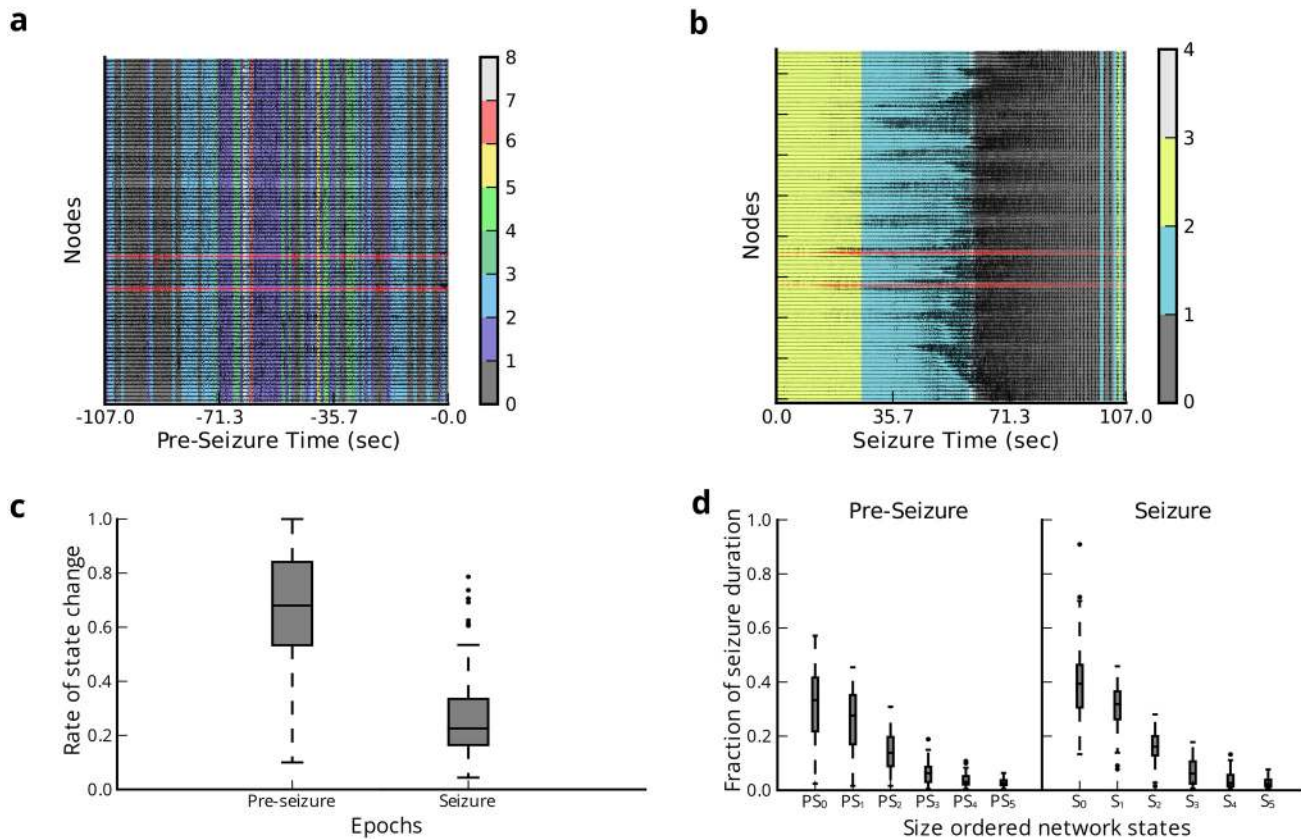 a
Nodes
8
7
6
5
4
3
2
1
0
-107.0 -71.3 -35.7 -0.0
Pre-Seizure Time (sec)
b
Nodes
4
3
2
1
0
0.0 35.7 71.3 107.0
Seizure Time (sec)
c
Rate of
state change
1.0
0.8
0.6
0.4
0.2
0.0
Pre-seizure Seizure
Epochs
d
Fraction of seizure duration
1.0
0.8
0.6
0.4
0.2
0.0
Pre-Seizure
PS₀ PS₁ PS₂ PS₃ PS₄ PS₅
Seizure
S₀ S₁ S₂ S₃ S₄ S₅
Size ordered network states